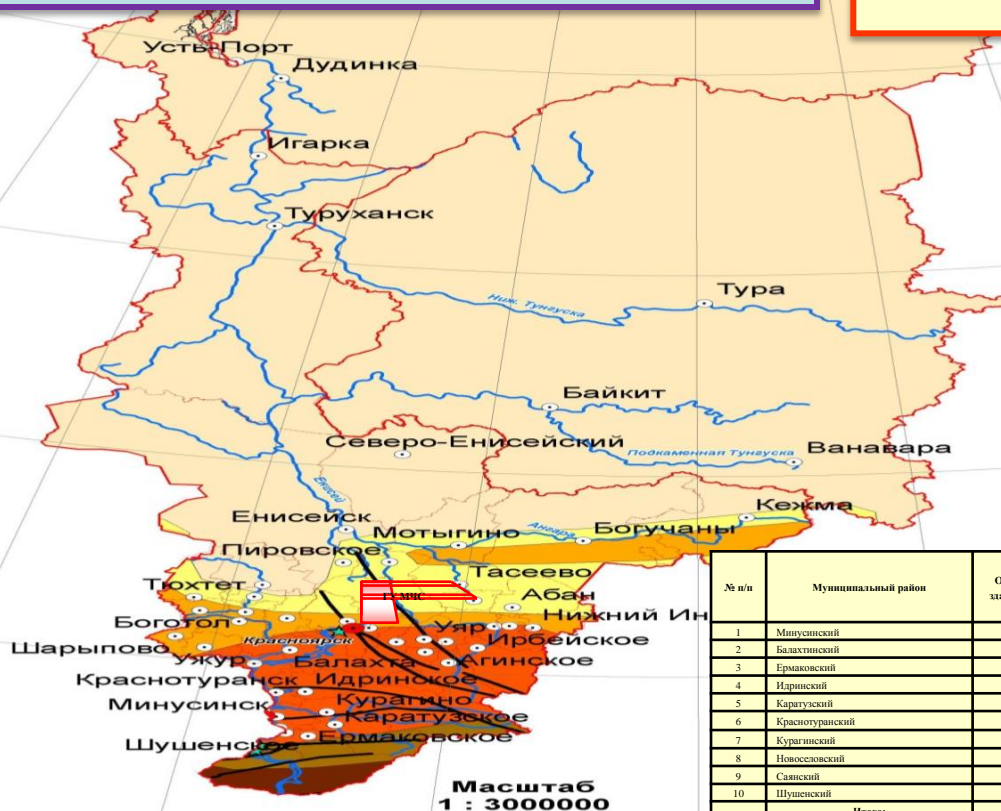 Усть-Порт
Дудинка
Игарка
Туруханск
Тура
Ниж. Тунгуска
Байкит
Северо-Енисейский
Подкаменная Тунгуска
Ванавара
Енисей
Кежма
Енисейск
Мотыгино
Ангара
Богучаны
Пировское
Тасеево
Тюхтет
ГУ МЧС
Абан
Боготол
Нижний Ин
Красноярск
Уяр
Ирбейское
Шарыпово
Ужур
Балахта
Агинское
Краснотуранск
Идринское
Минусинск
Курагино
Каратузское
Шушенское
Ермаковское
Масштаб
1 : 3000000
№ п/п Муниципальный район
1 Минусинский
2 Балахтинский
3 Ермаковский
4 Идринский
5 Каратузский
6 Краснотуранский
7 Курагинский
8 Новоселовский
9 Саянский
10 Шушенский
Итого: